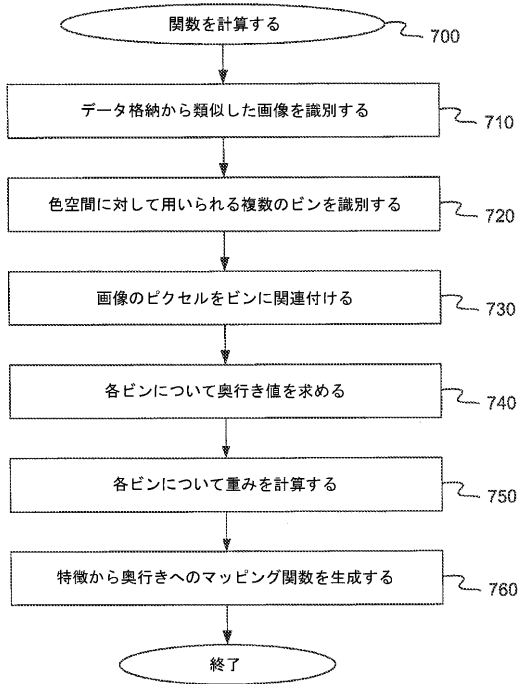 関数を計算する
700
データ格納から類似した画像を識別する
710
色空間に対して用いられる複数のビンを識別する
720
画像のピクセルをビンに関連付ける
730
各ビンについて奥行き値を求める
740
各ビンについて重みを計算する
750
特徴から奥行きへのマッピング関数を生成する
760
終了